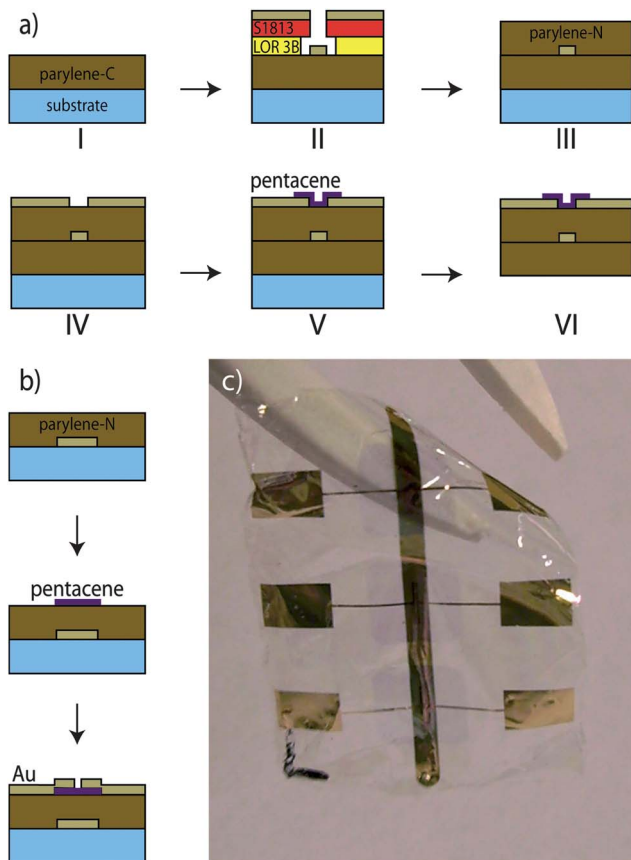 a)
S1813
LOR 3B
parylene-C
substrate
I
II
parylene-N
III
pentacene
IV
V
VI
b)
c)
parylene-N
pentacene
Au